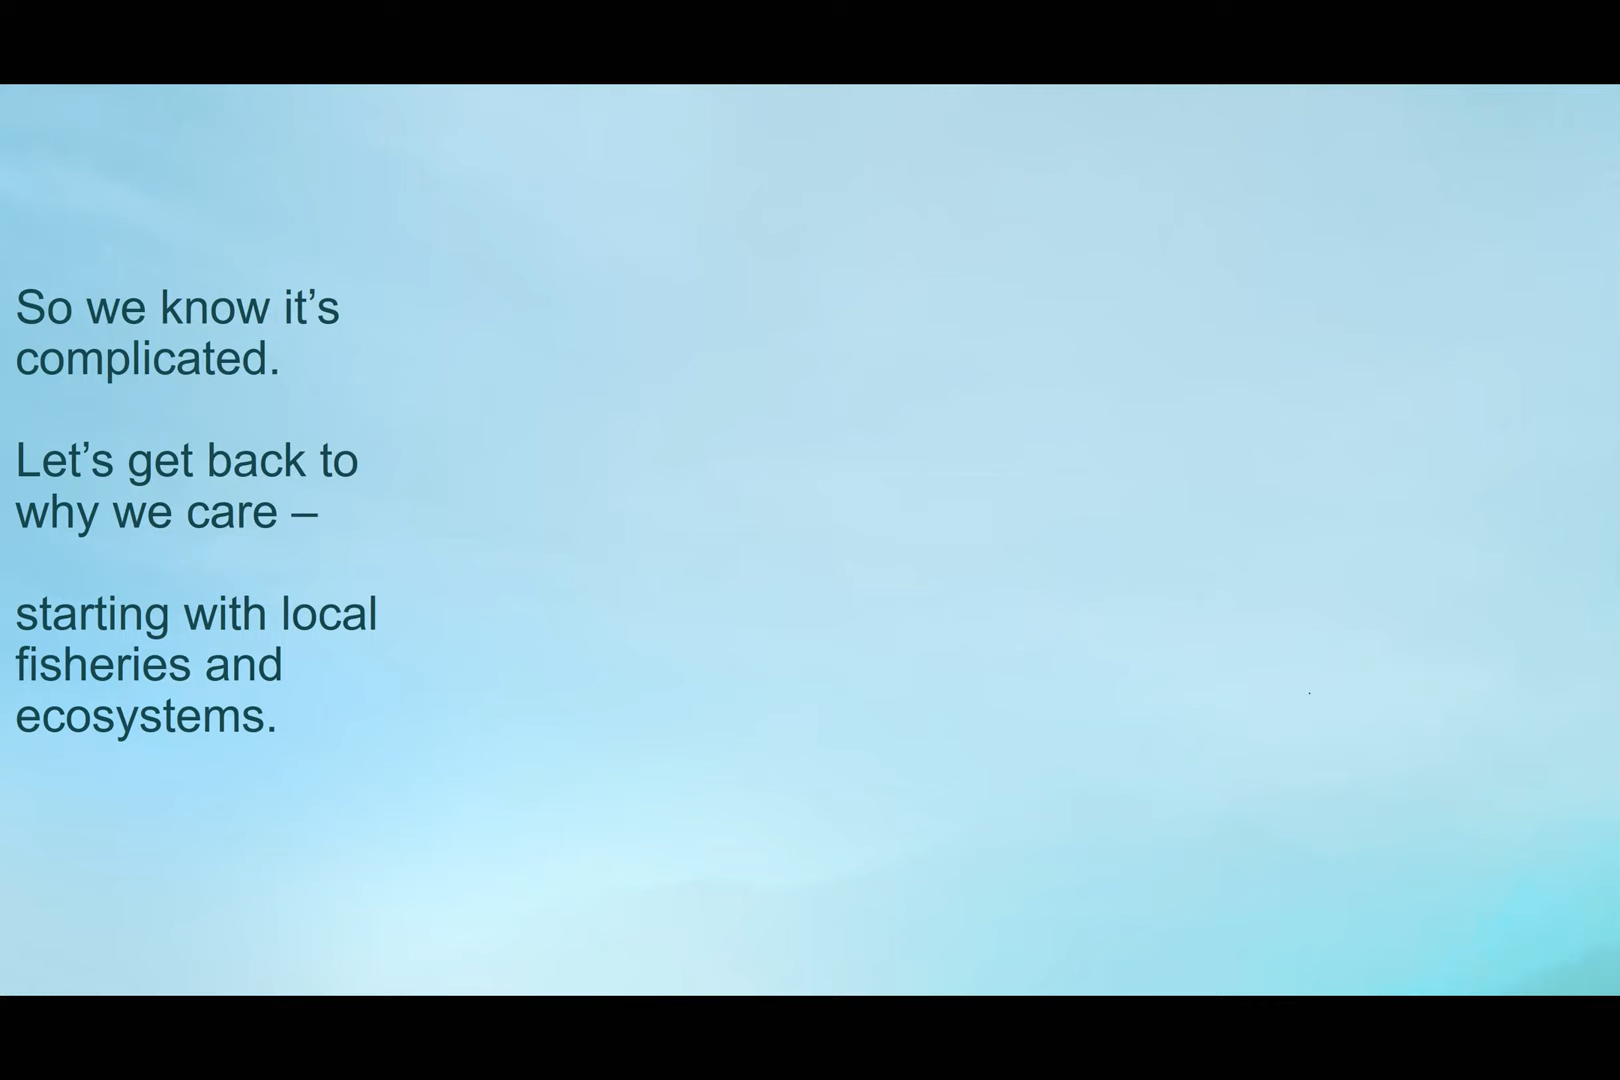 So we know it’s
complicated.
Let’s get back to
why we care –
starting with local
fisheries and
ecosystems.